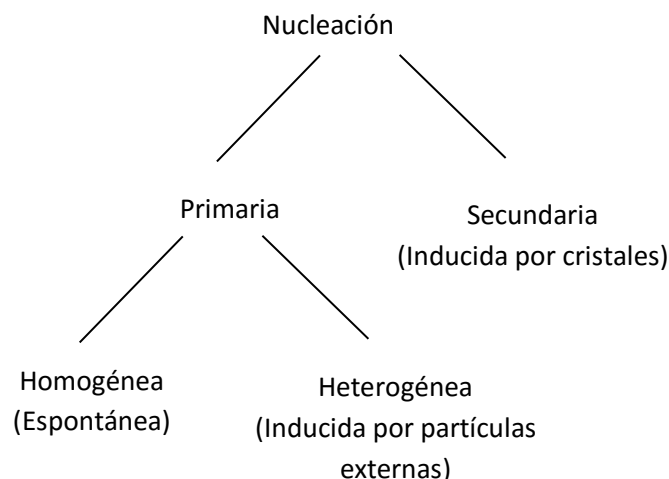 Nucleación
Primaria
Secundaria
(Inducida por cristales)
Homogénea
(Espontánea)
Heterogénea
(Inducida por partículas
externas)